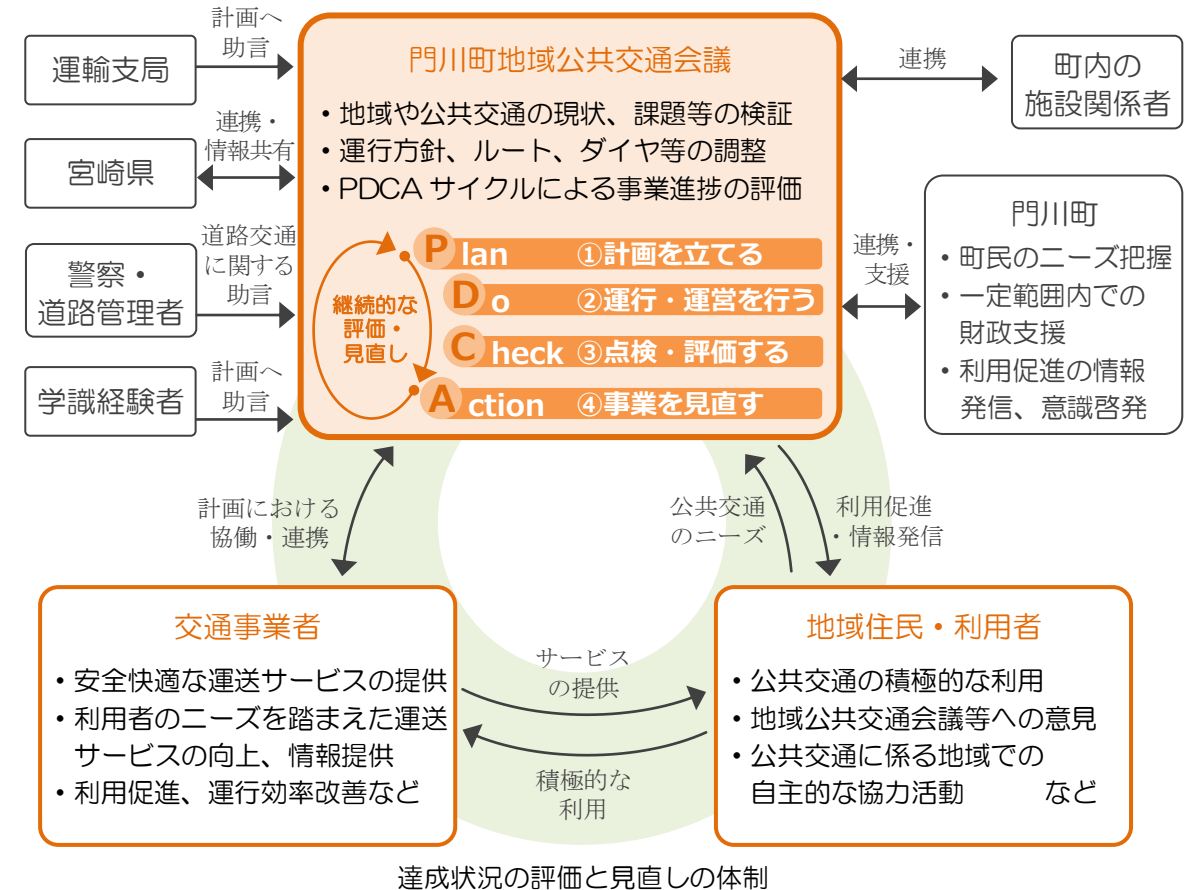 計画へ
助言
運輸支局
連携・
情報共有
宮崎県
道路交通
に関する
助言
警察・
道路管理者
計画へ
助言
学識経験者
門川町地域公共交通会議
・地域や公共交通の現状、課題等の検証
・運行方針、ルート、ダイヤ等の調整
・PDCAサイクルによる事業進捗の評価
継続的な
評価・
見直し
Plan ①計画を立てる
Do ②運行・運営を行う
Check ③点検・評価する
Action ④事業を見直す
連携
町内の
施設関係者
連携・
支援
門川町
・町民のニーズ把握
・一定範囲内での
財政支援
・利用促進の情報
発信、意識啓発
計画における
協働・連携
公共交通
のニーズ
利用促進
・情報発信
交通事業者
・安全快適な運送サービスの提供
・利用者のニーズを踏まえた運送
サービスの向上、情報提供
・利用促進、運行効率改善など
サービス
の提供
積極的な
利用
地域住民・利用者
・公共交通の積極的な利用
・地域公共交通会議等への意見
・公共交通に係る地域での
自主的な協力活動 など
達成状況の評価と見直しの体制